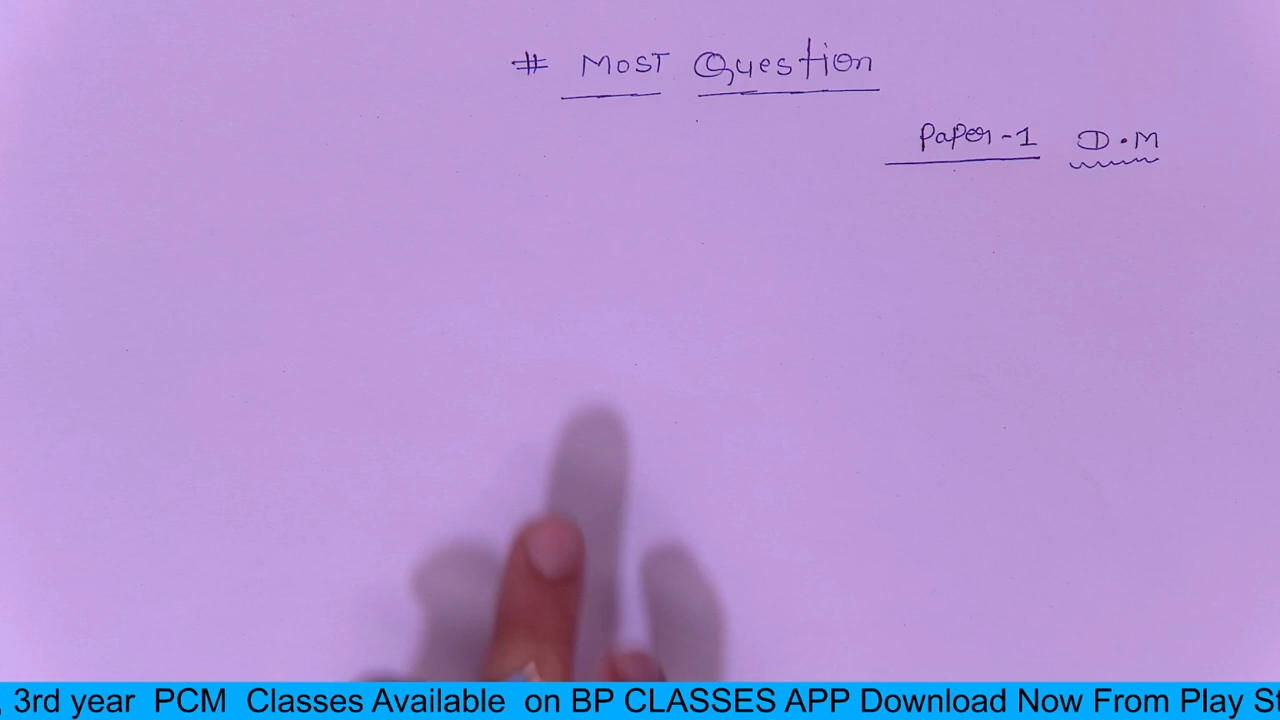 # MOST Question
Paper-1 D.M
3rd year PCM Classes Available on BP CLASSES APP Download Now From Play St